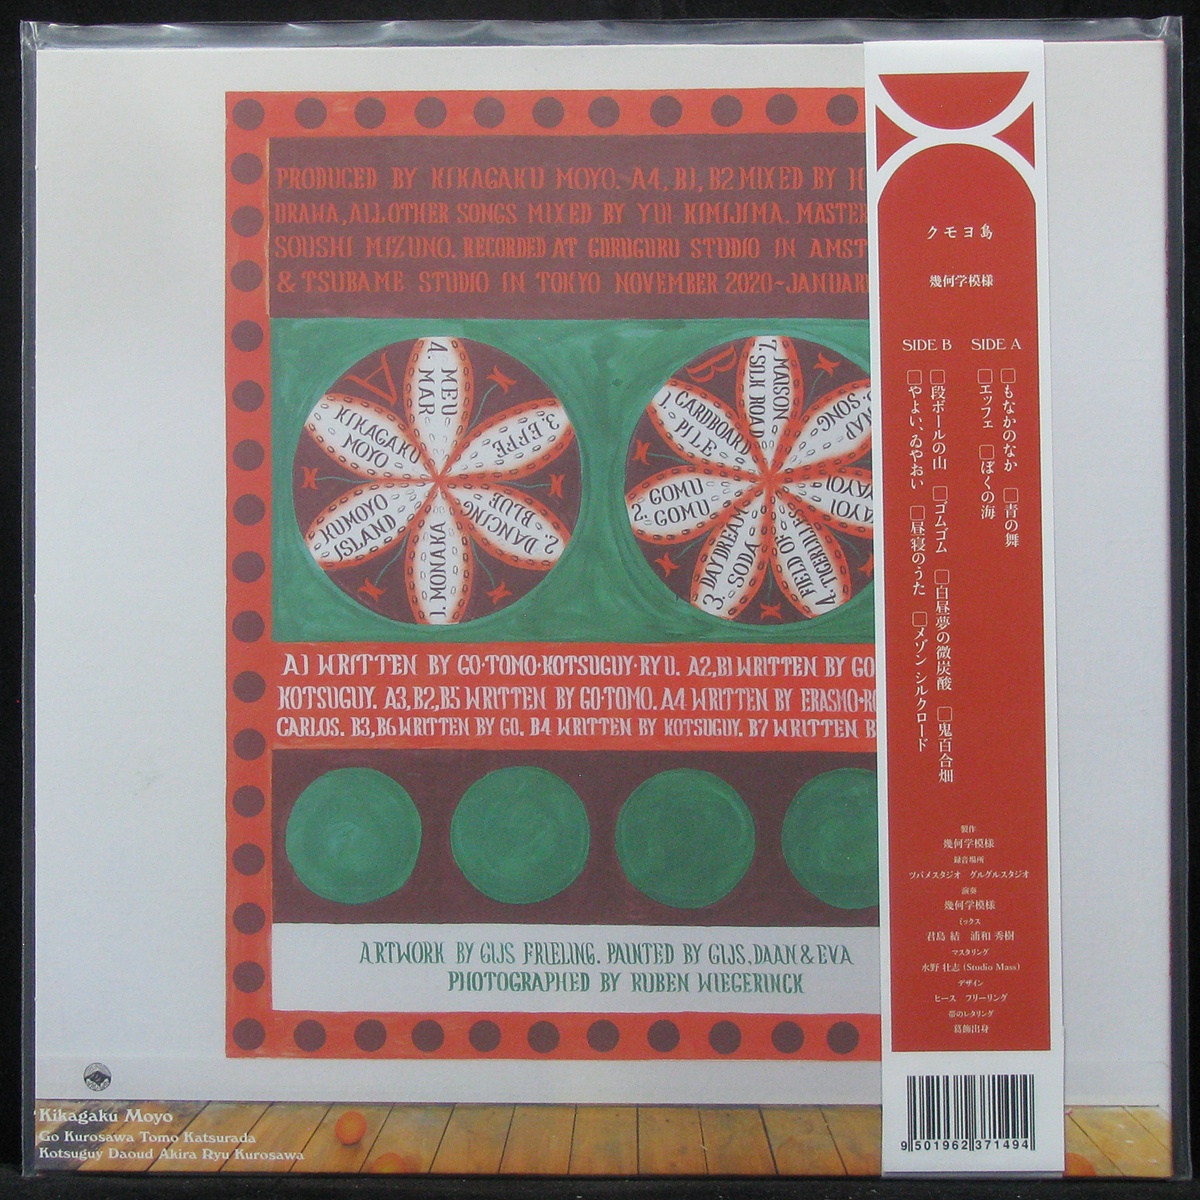 PRODUCED BY KIKAGAKU MOYO. A4, B1, B2 MIXED BY
URAWA, ALL OTHER SONGS MIXED BY YUI KIMIJIMA. MASTER
SOUSHI MIZUNO. RECORDED AT GURUGURU STUDIO IN AMST
& TSUBAME STUDIO IN TOKYO NOVEMBER 2020~JANUAR
A
4. MEU MAR
3. EFFE
2. DANCING BLUE
1. MONAKA
KUMOYO ISLAND
KIKAGAKU MOYO
B
7. MAISON SILK ROAD
NAP SONG
YAYOI
4. FIELD OF TIGER LILLIES
3. DAYDREAM SODA
2. GOMU GOMU
1. CARDBOARD PILE
A1 WRITTEN BY GO·TOMO·KOTSUGUY·RYU. A2, B1 WRITTEN BY GO
KOTSUGUY. A3, B2, B5 WRITTEN BY GO·TOMO. A4 WRITTEN BY ERASMO·RO
CARLOS. B3, B6 WRITTEN BY GO. B4 WRITTEN BY KOTSUGUY. B7 WRITTEN B
ARTWORK BY GIJS FRIELING. PAINTED BY GIJS, DAAN & EVA
PHOTOGRAPHED BY RUBEN WIEGERINCK
Kikagaku Moyo
Go Kurosawa Tomo Katsurada
Kotsuguy Daoud Akira Ryu Kurosawa
クモヨ島
幾何学模様
SIDE A
□もなかのなか □青の舞
□エッフェ □ぼくの海
SIDE B
□段ボールの山 □ゴムゴム □白昼夢の微炭酸 □鬼百合畑
□やよい、ゐやおい □昼寝のうた □メゾン シルクロード
製作
幾何学模様
録音場所
ツバメスタジオ グルグルスタジオ
演奏
幾何学模様
ミックス
君島 結 浦和 秀樹
マスタリング
水野 壮志 (Studio Mass)
デザイン
ヒース フリーリング
帯のレタリング
葛飾出身
9 501962 371494